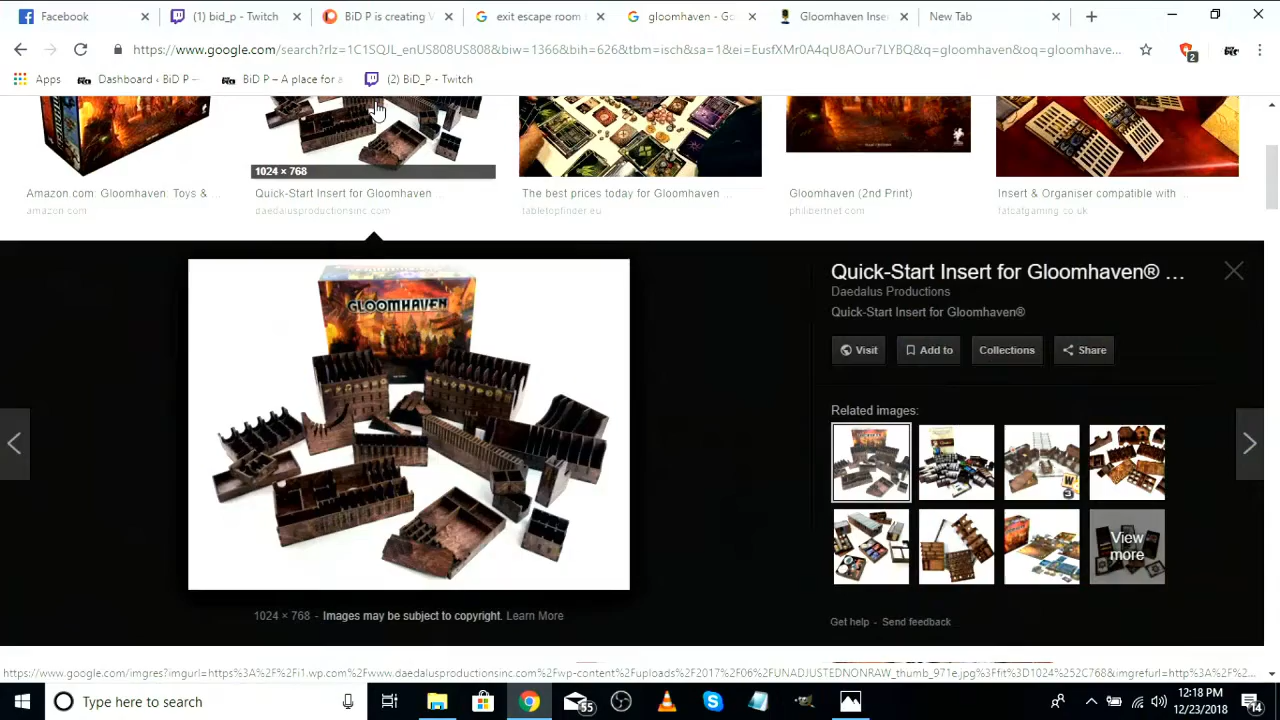 Facebook
(1) bid_p - Twitch
BiD P is creating V
exit escape room
gloomhaven - Go
Gloomhaven Inse
New Tab
https://www.google.com/search?rlz=1C1SQJL_enUS808US808&biw=1366&bih=626&tbm=isch&sa=1&ei=EusfXMr0A4qU8AOur7LYBQ&q=gloomhaven&oq=gloomhave...
2
Apps
Dashboard ‹ BiD P —
BiD P – A place for a
(2) BiD_P - Twitch
1024 × 768
Amazon.com: Gloomhaven: Toys & ...
Quick-Start Insert for Gloomhaven ...
The best prices today for Gloomhaven ...
Gloomhaven (2nd Print)
Insert & Organiser compatible with ...
amazon.com
daedalusproductionsinc.com
tabletopfinder.eu
philibertnet.com
fatcatgaming.co.uk
GLOOMHAVEN
Quick-Start Insert for Gloomhaven® ...
Daedalus Productions
Quick-Start Insert for Gloomhaven®
Visit
Add to
Collections
Share
Related images:
View
more
1024 × 768 - Images may be subject to copyright. Learn More
Get help - Send feedback
https://www.google.com/imgres?imgurl=https%3A%2F%2Fi1.wp.com%2Fwww.daedalusproductionsinc.com%2Fwp-content%2Fuploads%2F2017%2F06%2FUNADJUSTEDNONRAW_thumb_971e.jpg%3Ffit%3D1024%252C768&imgrefurl=http%3A%2F%2...
Type here to search
55
12:18 PM
12/23/2018
14